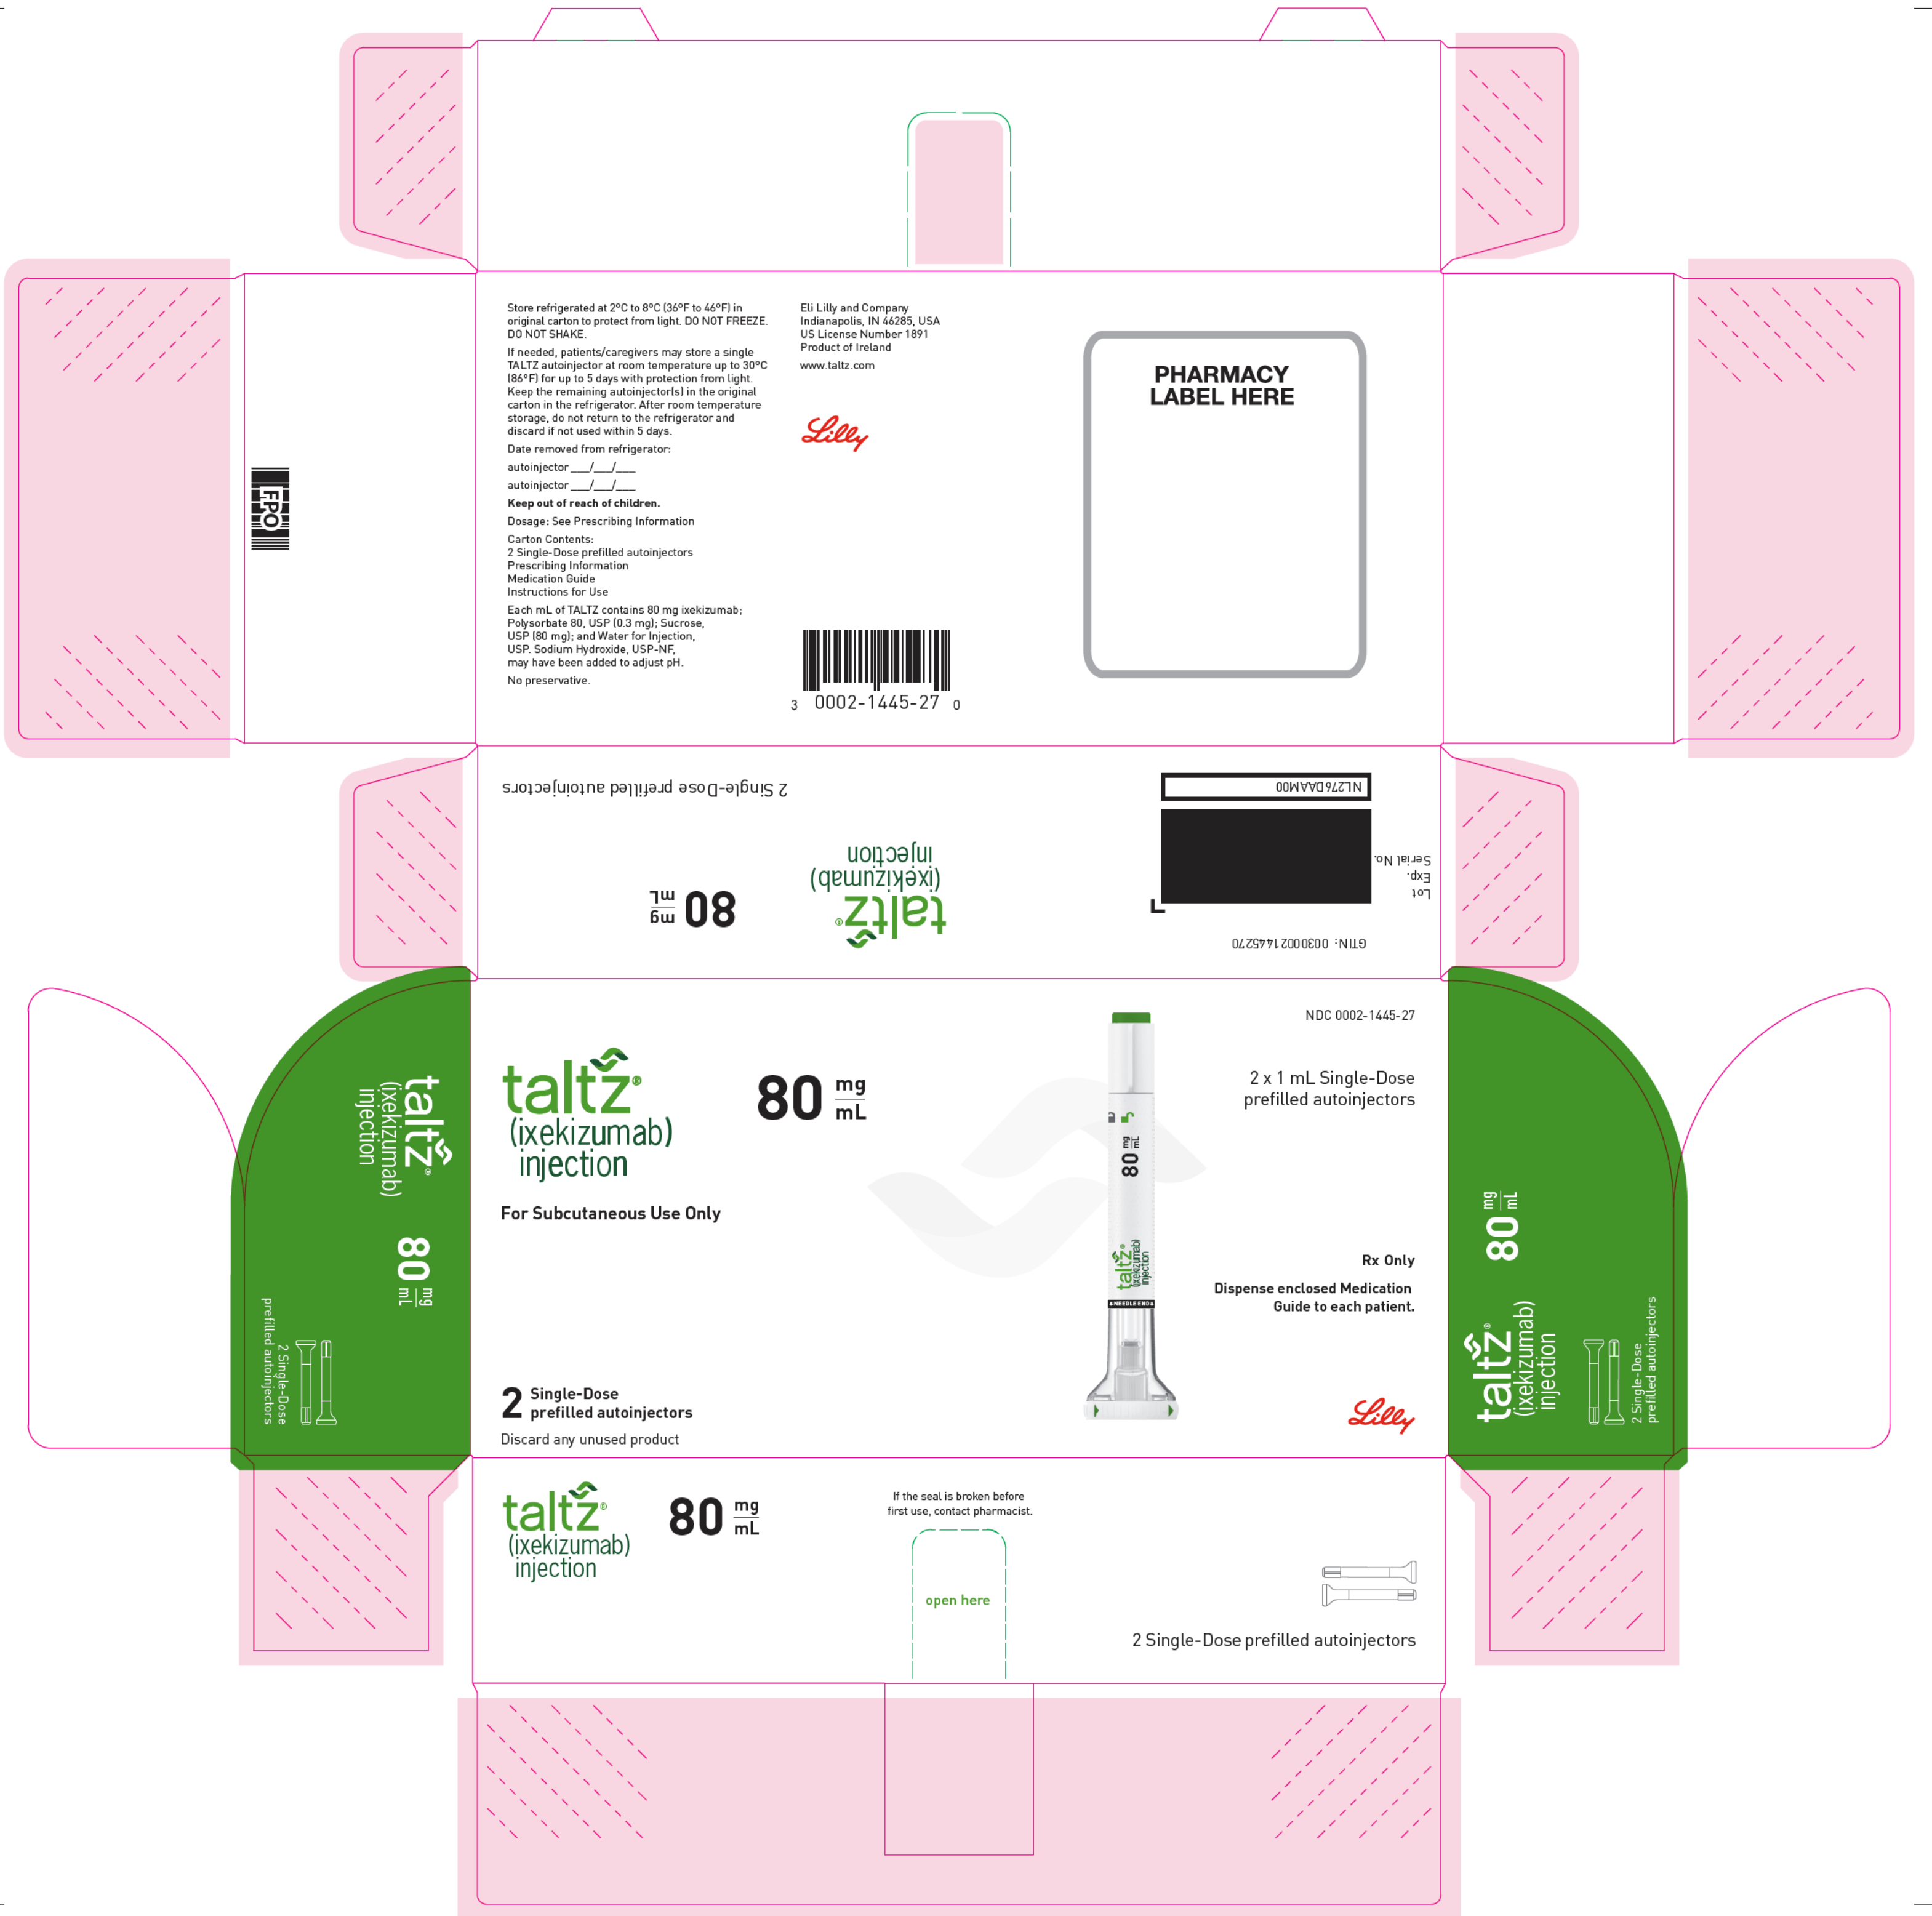 Store refrigerated at 2°C to 8°C (36°F to 46°F) in
original carton to protect from light. DO NOT FREEZE.
DO NOT SHAKE.
If needed, patients/caregivers may store a single
TALTZ autoinjector at room temperature up to 30°C
(86°F) for up to 5 days with protection from light.
Keep the remaining autoinjector(s) in the original
carton in the refrigerator. After room temperature
storage, do not return to the refrigerator and
discard if not used within 5 days.
Date removed from refrigerator:
autoinjector ___/___/___
autoinjector ___/___/___
Keep out of reach of children.
Dosage: See Prescribing Information
Carton Contents:
2 Single-Dose prefilled autoinjectors
Prescribing Information
Medication Guide
Instructions for Use
Each mL of TALTZ contains 80 mg ixekizumab;
Polysorbate 80, USP (0.3 mg); Sucrose,
USP (80 mg); and Water for Injection,
USP. Sodium Hydroxide, USP-NF,
may have been added to adjust pH.
No preservative.
Eli Lilly and Company
Indianapolis, IN 46285, USA
US License Number 1891
Product of Ireland
www.taltz.com
Lilly
3 0002-1445-27 0
PHARMACY
LABEL HERE
FPO
2 Single-Dose prefilled autoinjectors
taltz®
(ixekizumab)
injection
80 mg
mL
NL276DAAM00
Lot
Exp.
Serial No.
GTIN: 00300021445270
taltz®
(ixekizumab)
injection
80 mg
mL
2 Single-Dose
prefilled autoinjectors
taltz®
(ixekizumab)
injection
80 mg
mL
For Subcutaneous Use Only
2 Single-Dose
prefilled autoinjectors
Discard any unused product
80 mg
mL
taltz®
(ixekizumab)
injection
NEEDLE END
NDC 0002-1445-27
2 x 1 mL Single-Dose
prefilled autoinjectors
Rx Only
Dispense enclosed Medication
Guide to each patient.
Lilly
taltz®
(ixekizumab)
injection
80 mg
mL
2 Single-Dose
prefilled autoinjectors
taltz®
(ixekizumab)
injection
80 mg
mL
If the seal is broken before
first use, contact pharmacist.
open here
2 Single-Dose prefilled autoinjectors